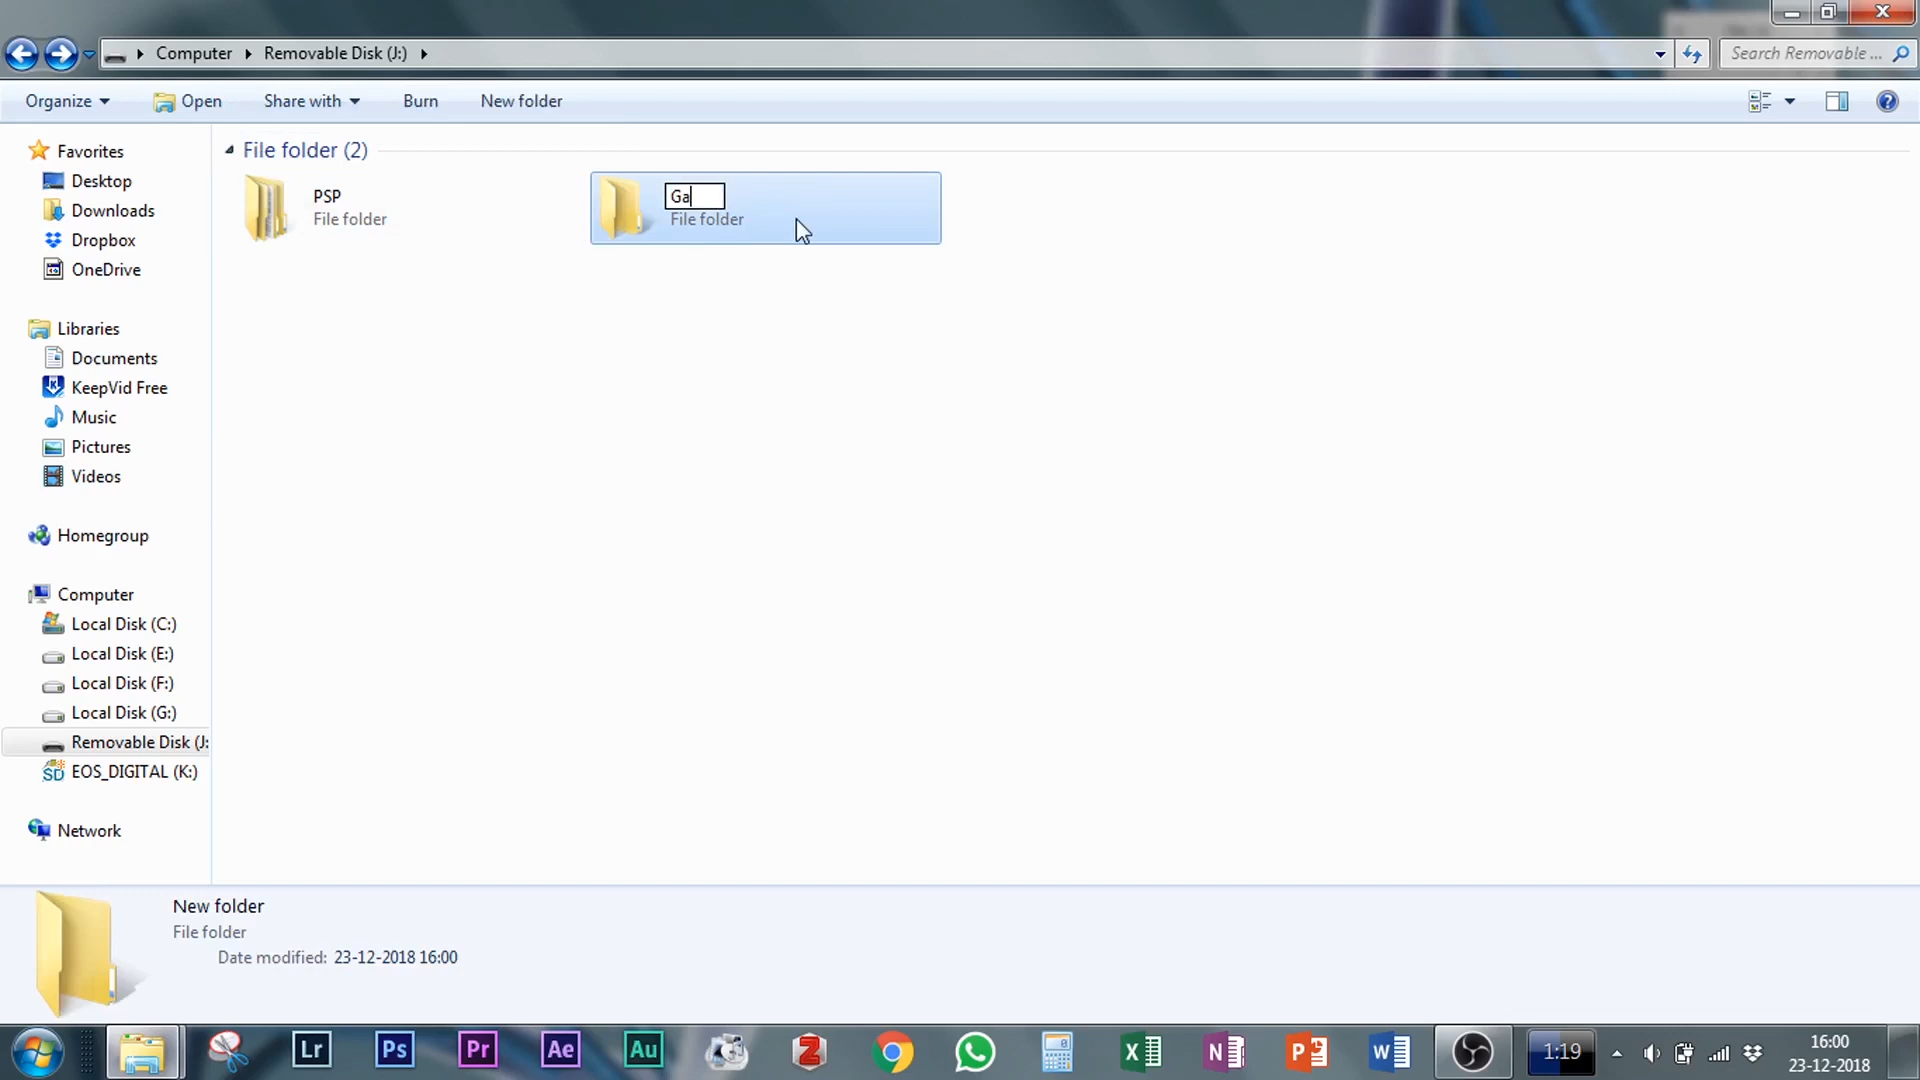 Computer
Removable Disk (J:)
Search Removable ...
Organize
Open
Share with
Burn
New folder
Favorites
Desktop
Downloads
Dropbox
OneDrive
Libraries
Documents
KeepVid Free
Music
Pictures
Videos
Homegroup
Computer
Local Disk (C:)
Local Disk (E:)
Local Disk (F:)
Local Disk (G:)
Removable Disk (J:
EOS_DIGITAL (K:)
Network
File folder (2)
PSP
File folder
Ga
File folder
New folder
File folder
Date modified: 23-12-2018 16:00
Lr
Ps
Pr
Ae
Au
Z
X
N
P
W
1:19
16:00
23-12-2018